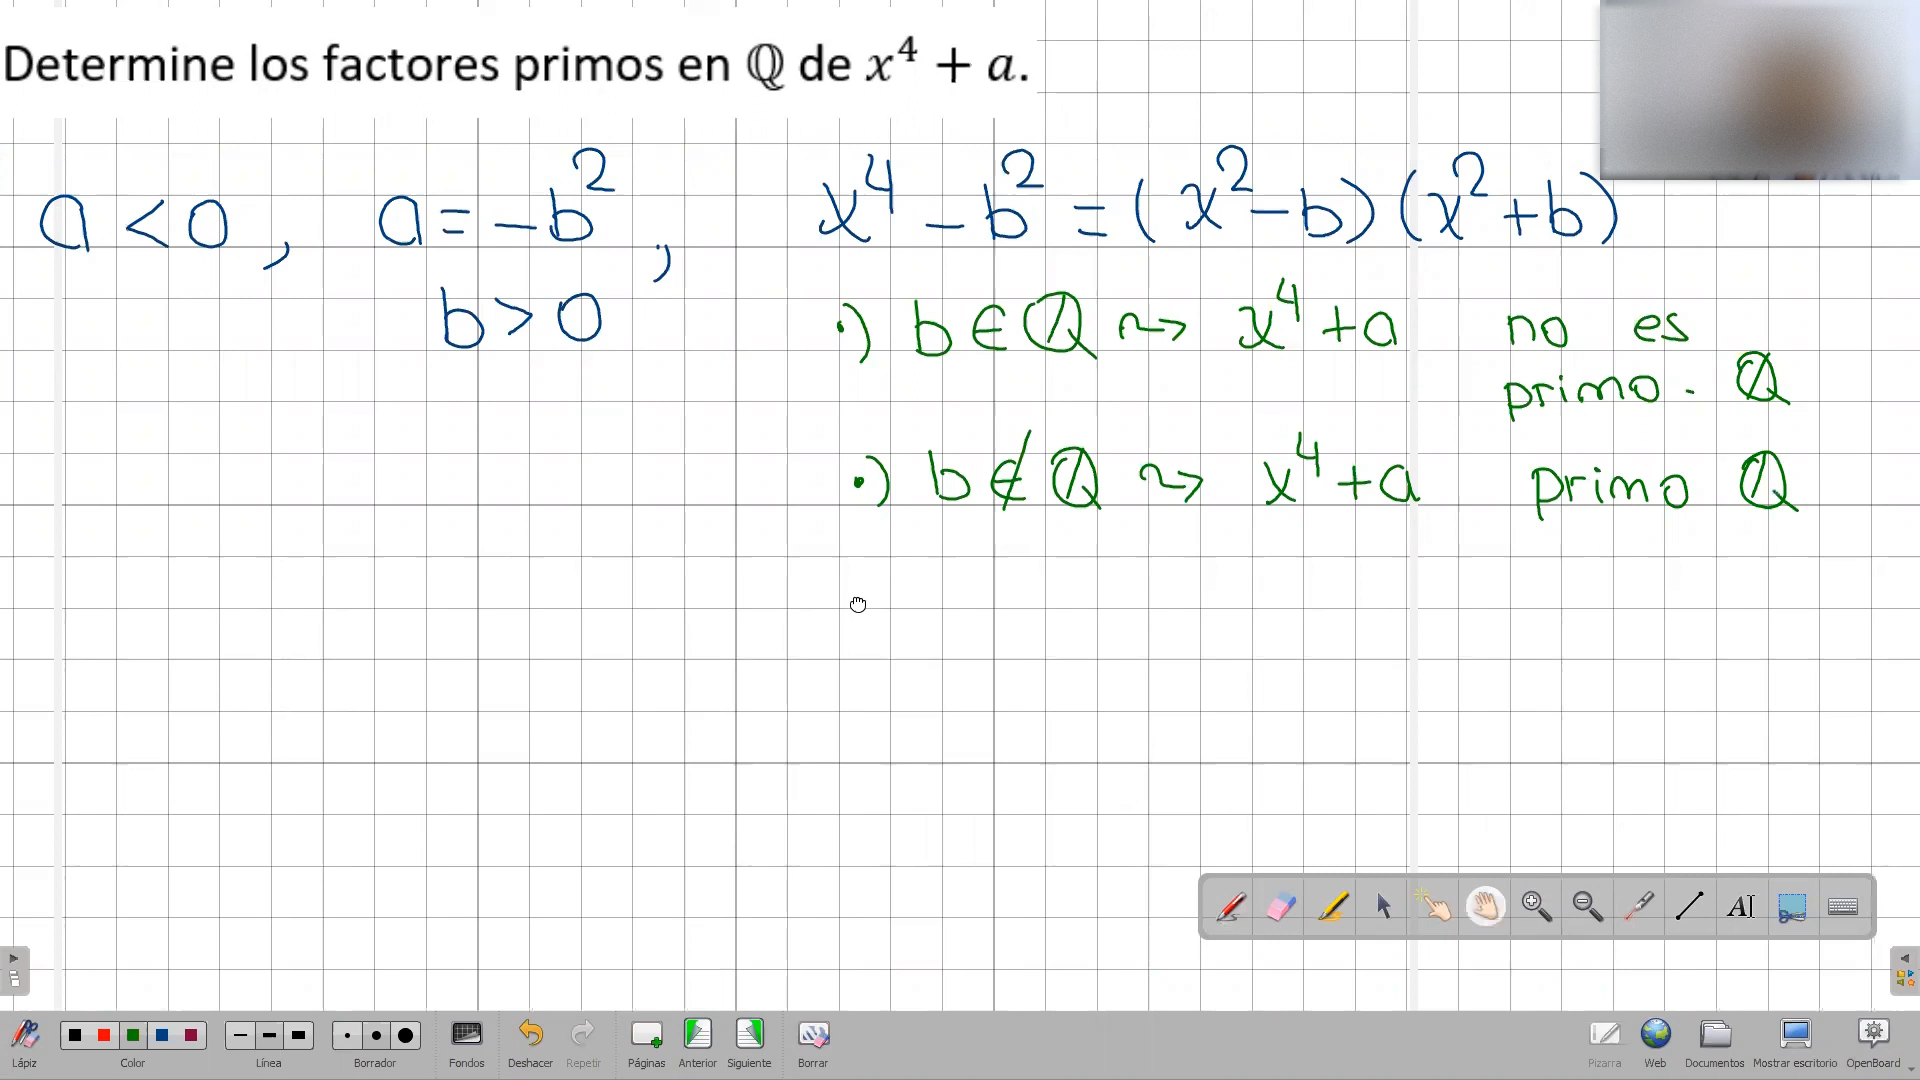 Determine los factores primos en ℚ de x⁴ + a.
a < 0 , a = -b² , x⁴ - b² = (x² - b)(x² + b)
b > 0
•) b ∈ ℚ ⇝ x⁴ + a no es
primo. ℚ
•) b ∉ ℚ ⇝ x⁴ + a primo ℚ
Lápiz Color Línea Borrador Fondos Deshacer Repetir Páginas Anterior Siguiente Borrar Pizarra Web Documentos Mostrar escritorio OpenBoard